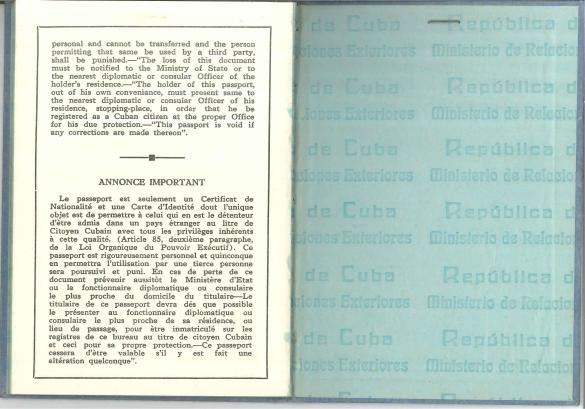 personal and cannot be transferred and the person
permitting that same be used by a third party,
shall be punished.—"The loss of this document
must be notified to the Ministry of State or to
the nearest diplomatic or consular Officer of the
holder's residence.—"The holder of this passport,
out of his own conveniance, must present same to
the nearest diplomatic or consular Officer of his
residence, stopping-place, in order that he be
registered as a Cuban citizen at the proper Office
for his due protection.—"This passport is void if
any corrections are made thereon".
ANNONCE IMPORTANT
Le passeport est seulement un Certificat de
Nationalité et une Carte d'Identité dout l'unique
objet est de permettre à celui qui en est le détenteur
d'être admis dans un pays étranger au litre de
Citoyen Cubain avec tous les privilèges inhérents
à cette qualité. (Article 85, deuxième paragraphe,
de la Loi Organique du Pouvoir Exécutif). Ce
passeport est rigoureusement personnel et quinconque
en permettra l'utilisation par une tierce personne
sera poursuivi et puni. En cas de perte de ce
document prévenir aussitôt le Ministère d'Etat
ou le fonctionnaire diplomatique ou consulaire
le plus proche du domicile du titulaire—Le
titulaire de ce passeport devra dés que possible
le présenter au fonctionnaire diplomatique ou
consulaire le plus proche de sa résidence, ou
lieu de passage, pour ëtre inmatriculé sur les
registres de ce bureau au titre de citoyen Cubain
et ceci pour sa propre protection.—Ce passeport
cessera d'être valable s'il y est fait une
altération quelconque".
de Cuba República d
ciones Exteriores Ministerio de Relacio
de Cuba República d
ciones Exteriores Ministerio de Relacio
de Cuba República d
ciones Exteriores Ministerio de Relacio
de Cuba República d
ciones Exteriores Ministerio de Relacio
de Cuba República d
ciones Exteriores Ministerio de Relacio
de Cuba República d
ciones Exteriores Ministerio de Relacio